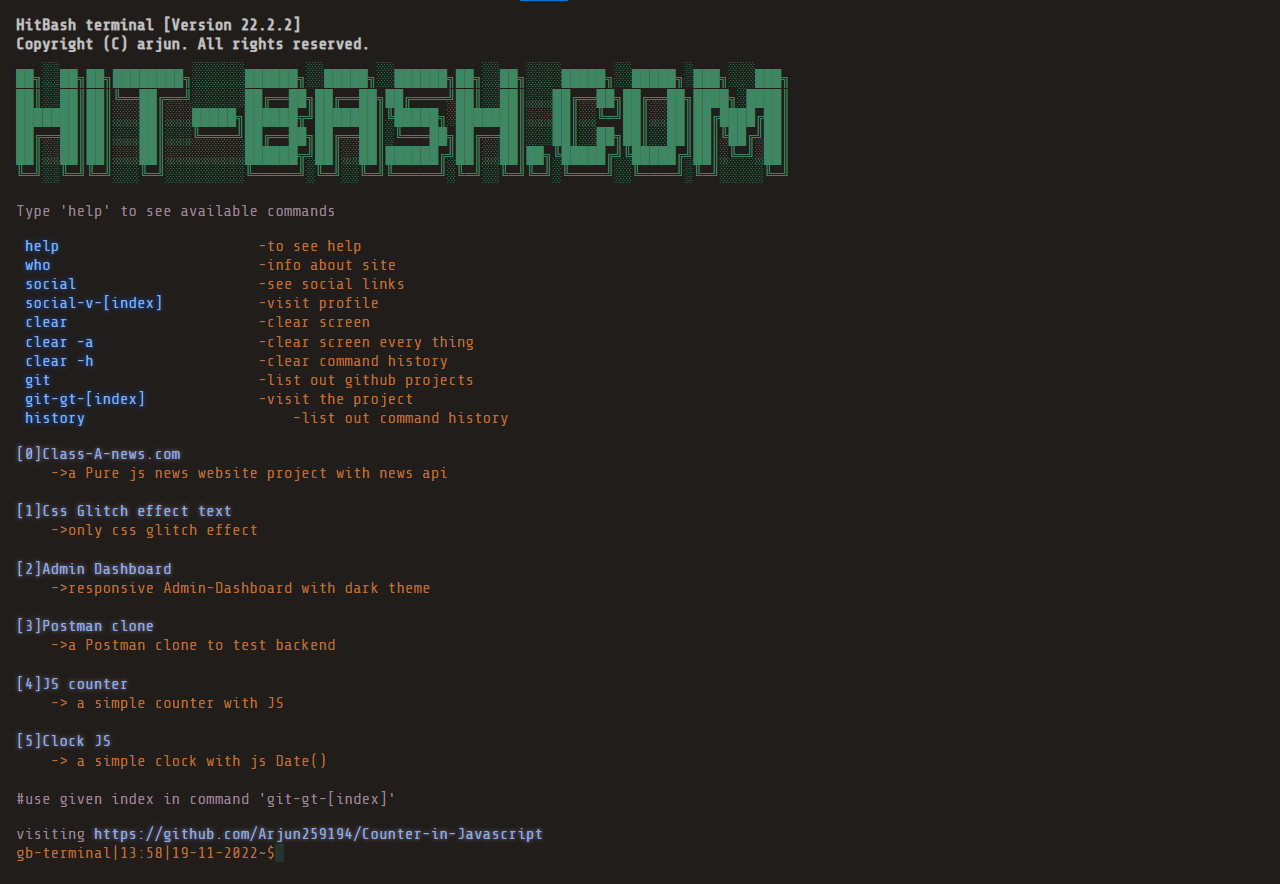 HitBash terminal [Version 22.2.2]
Copyright (C) arjun. All rights reserved.
HIT-BASH.COM
Type 'help' to see available commands
help -to see help
who -info about site
social -see social links
social-v-[index] -visit profile
clear -clear screen
clear -a -clear screen every thing
clear -h -clear command history
git -list out github projects
git-gt-[index] -visit the project
history -list out command history
[0]Class-A-news.com
->a Pure js news website project with news api
[1]Css Glitch effect text
->only css glitch effect
[2]Admin Dashboard
->responsive Admin-Dashboard with dark theme
[3]Postman clone
->a Postman clone to test backend
[4]JS counter
-> a simple counter with JS
[5]Clock JS
-> a simple clock with js Date()
#use given index in command 'git-gt-[index]'
visiting https://github.com/Arjun259194/Counter-in-Javascript
gb-terminal|13:58|19-11-2022~$